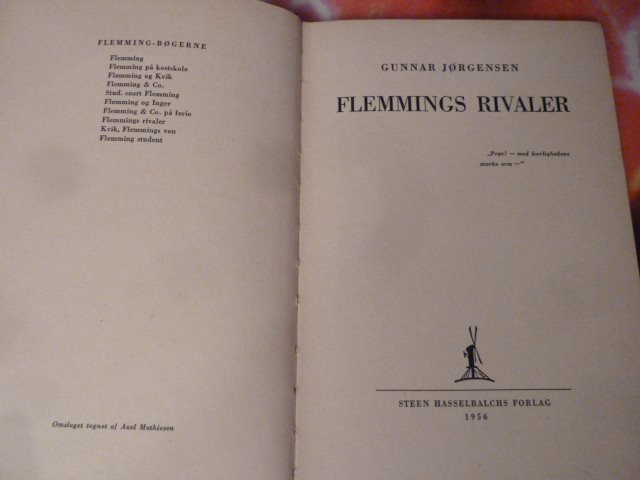 FLEMMING-BØGERNE
Flemming
Flemming på kostskole
Flemming og Kvik
Flemming & Co.
Stud. snart Flemming
Flemming og Inger
Flemming & Co. på ferie
Flemmings rivaler
Kvik, Flemmings ven
Flemming student
Omslaget tegnet af Axel Mathiesen
GUNNAR JØRGENSEN
FLEMMINGS RIVALER
„Prøv! — med kærlighedens
stærke arm —"
STEEN HASSELBALCHS FORLAG
1956